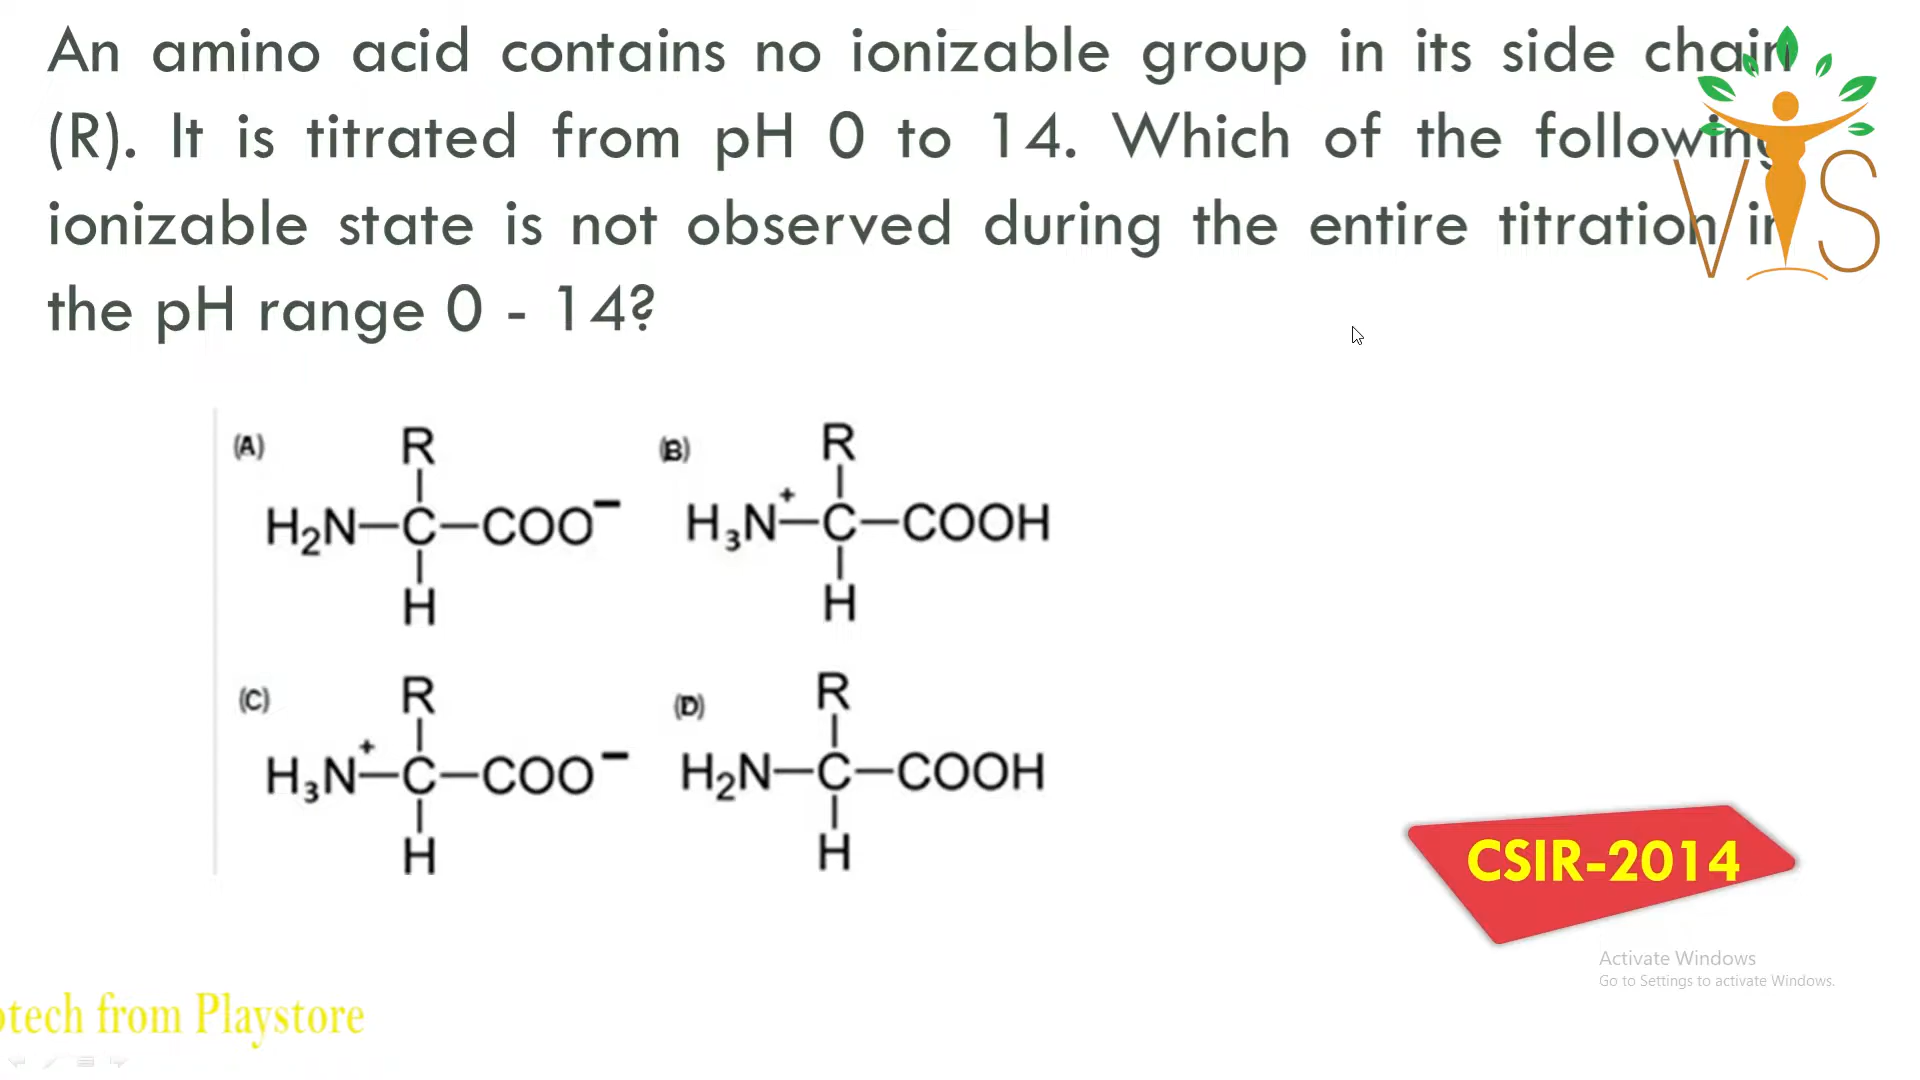 An amino acid contains no ionizable group in its side chain
(R). It is titrated from pH 0 to 14. Which of the following
ionizable state is not observed during the entire titration in
the pH range 0 - 14?
VIS
(A)
R
H₂N–C–COO⁻
H
(B)
R
H₃N⁺–C–COOH
H
(C)
R
H₃N⁺–C–COO⁻
H
(D)
R
H₂N–C–COOH
H
CSIR-2014
Activate Windows
Go to Settings to activate Windows.
otech from Playstore